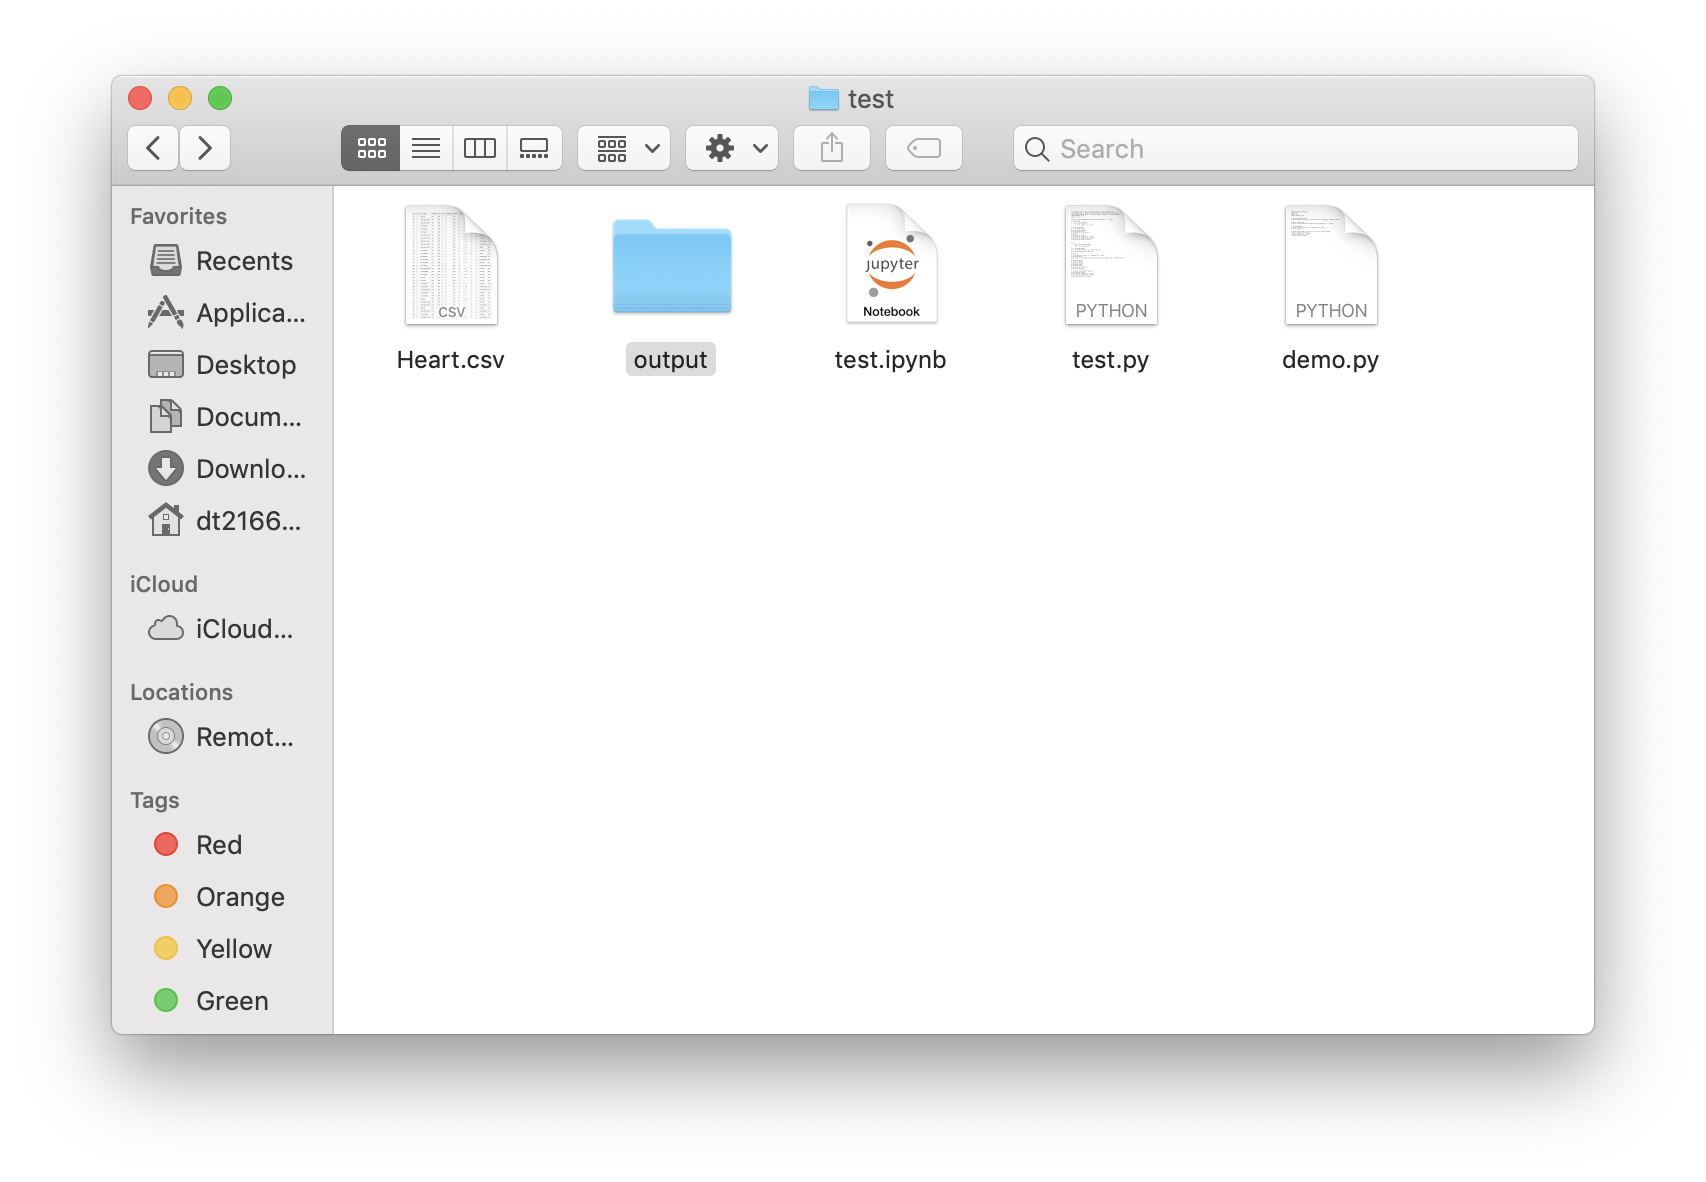 test
Search
Favorites
Recents
Applica...
Desktop
Docum...
Downlo...
dt2166...
iCloud
iCloud...
Locations
Remot...
Tags
Red
Orange
Yellow
Green
CSV
jupyter
Notebook
PYTHON
PYTHON
Heart.csv
output
test.ipynb
test.py
demo.py